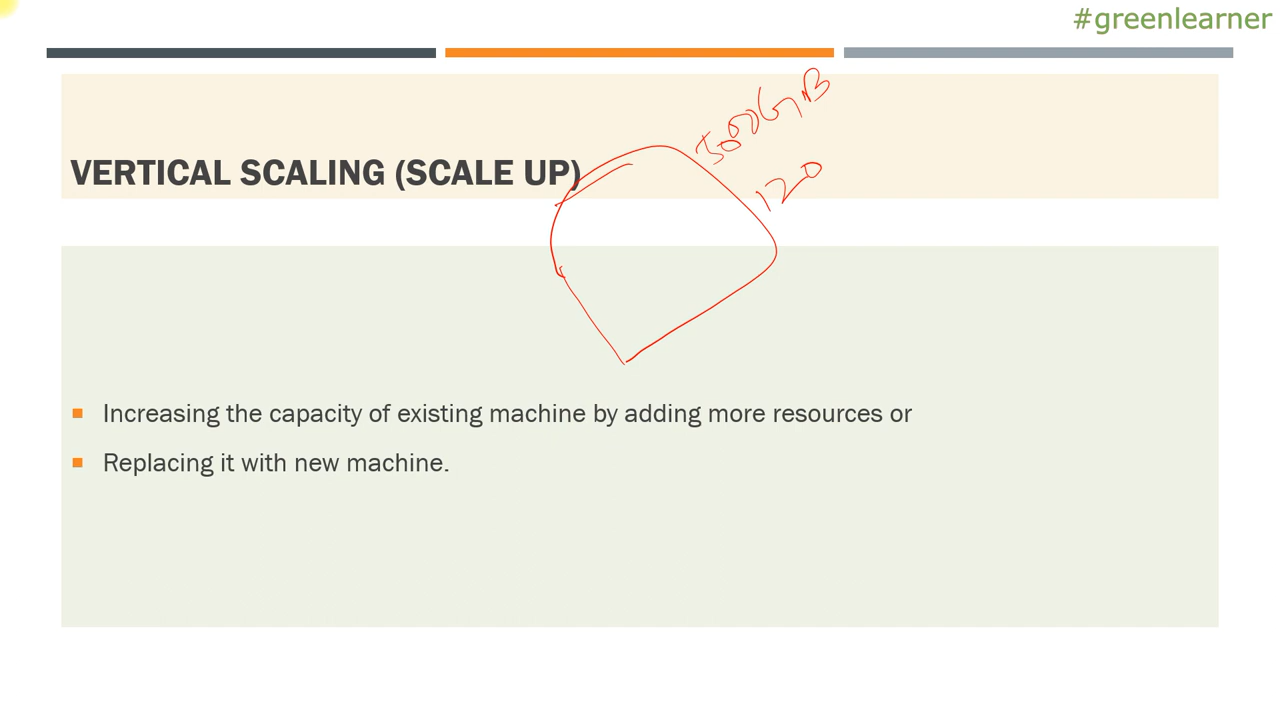 #greenlearner
500GB
120
VERTICAL SCALING (SCALE UP)
Increasing the capacity of existing machine by adding more resources or
Replacing it with new machine.